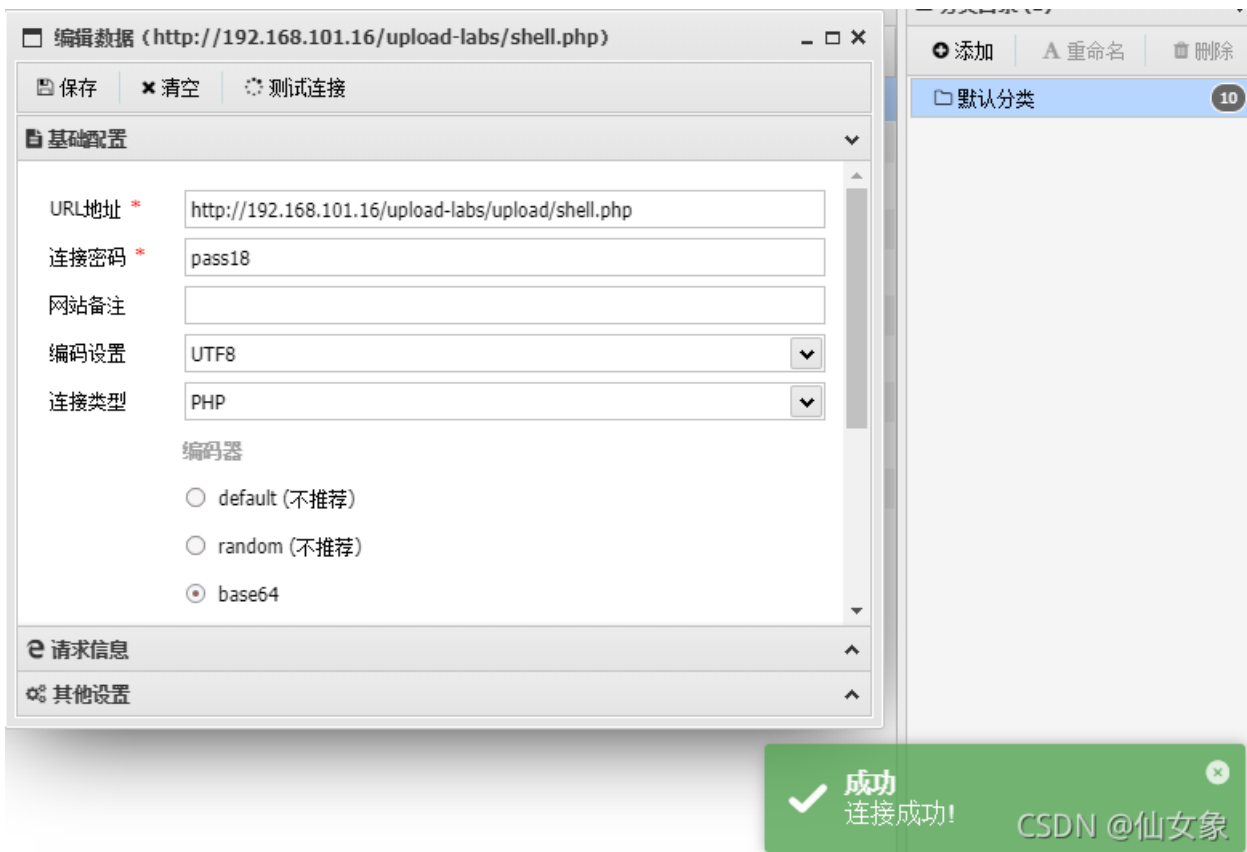 编辑数据 (http://192.168.101.16/upload-labs/shell.php)
保存 清空 测试连接
基础配置
URL地址 *
http://192.168.101.16/upload-labs/upload/shell.php
连接密码 *
pass18
网站备注
编码设置
UTF8
连接类型
PHP
编码器
default (不推荐)
random (不推荐)
base64
请求信息
其他设置
添加 A 重命名 删除
默认分类
10
成功
连接成功!
CSDN @仙女象